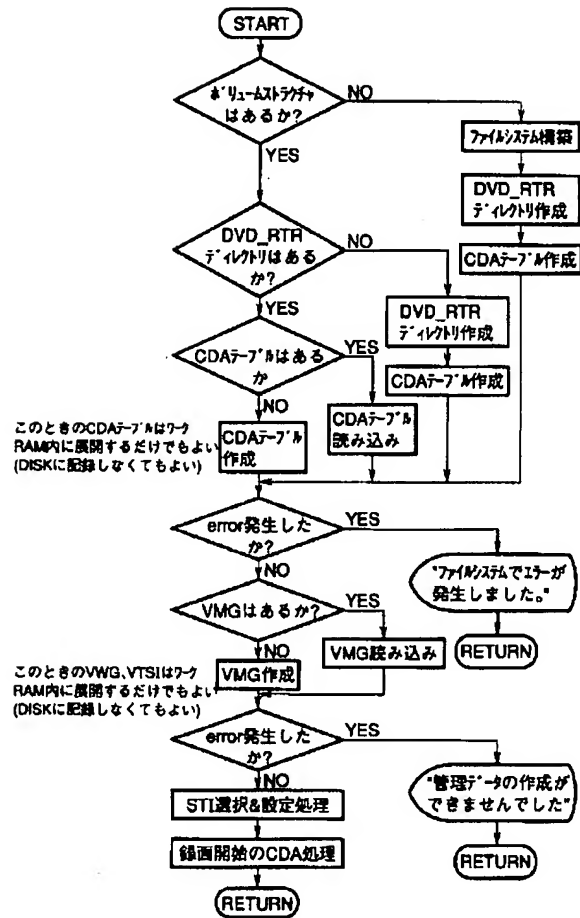 START
ボリュームストラクチャ
はあるか?
NO
YES
ファイルシステム構築
DVD_RTR
ディレクトリ作成
CDAテーブル作成
DVD_RTR
ディレクトリはある
か?
NO
YES
DVD_RTR
ディレクトリ作成
CDAテーブル作成
CDAテーブルはある
か
YES
NO
CDAテーブル
読み込み
このときのCDAテーブルはワーク
RAM内に展開するだけでもよい
(DISKに記録しなくてもよい)
CDAテーブル
作成
error発生した
か?
YES
NO
"ファイルシステムでエラーが
発生しました。"
RETURN
VMGはあるか?
YES
NO
VMG読み込み
このときのVWG、VTSIはワーク
RAM内に展開するだけでもよい
(DISKに記録しなくてもよい)
VMG作成
error発生した
か?
YES
NO
"管理データの作成が
できませんでした"
RETURN
STI選択&設定処理
録画開始のCDA処理
RETURN